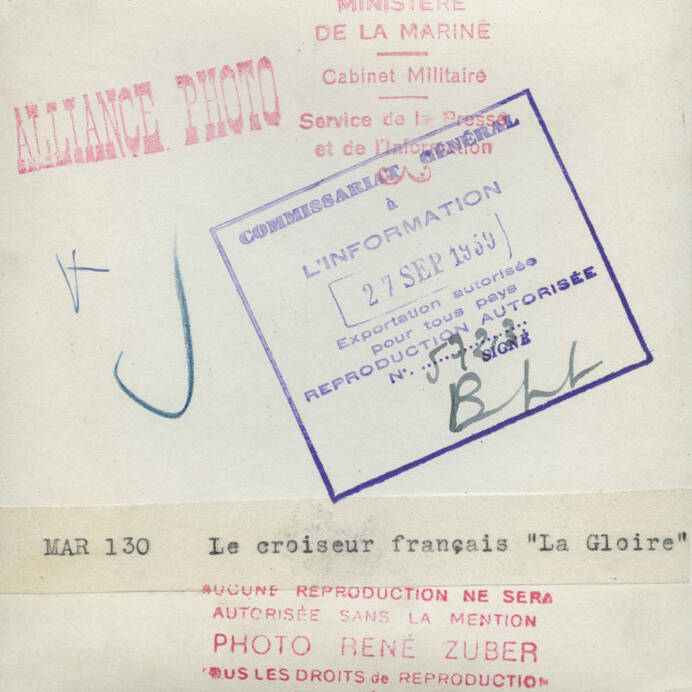 MINISTÈRE
DE LA MARINE
Cabinet Militaire
Service de la Presse
et de l'Information
ALLIANCE PHOTO
COMMISSARIAT GÉNÉRAL
à
L'INFORMATION
27 SEP 1939
Exportation autorisée
pour tous pays
REPRODUCTION AUTORISÉE
N°.
SIGNÉ
MAR 130 Le croiseur français "La Gloire"
AUCUNE REPRODUCTION NE SERA
AUTORISÉE SANS LA MENTION
PHOTO RENÉ ZUBER
TOUS LES DROITS de REPRODUCTION